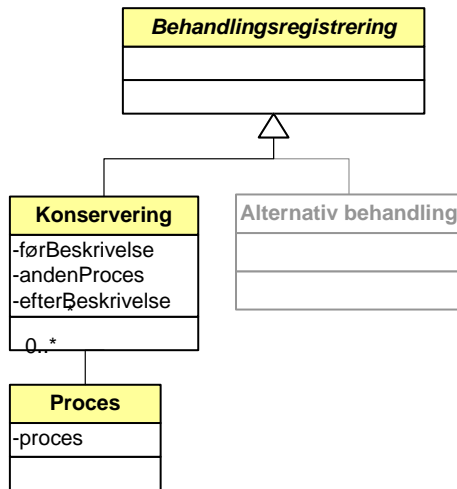 Behandlingsregistrering
Konservering
-førBeskrivelse
-andenProces
-efterBeskrivelse
*
0..*
Alternativ behandling
Proces
-proces